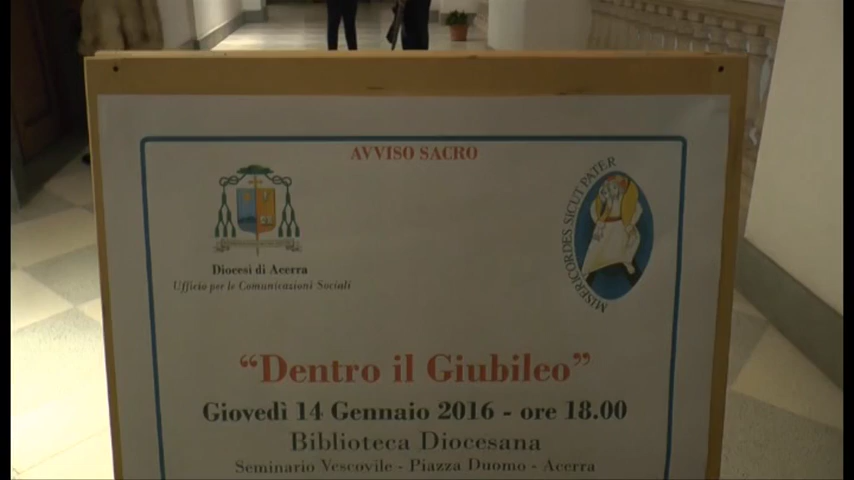 AVVISO SACRO
MISERICORDES SICUT PATER
Diocesi di Acerra
Ufficio per le Comunicazioni Sociali
“Dentro il Giubileo”
Giovedì 14 Gennaio 2016 - ore 18.00
Biblioteca Diocesana
Seminario Vescovile - Piazza Duomo - Acerra